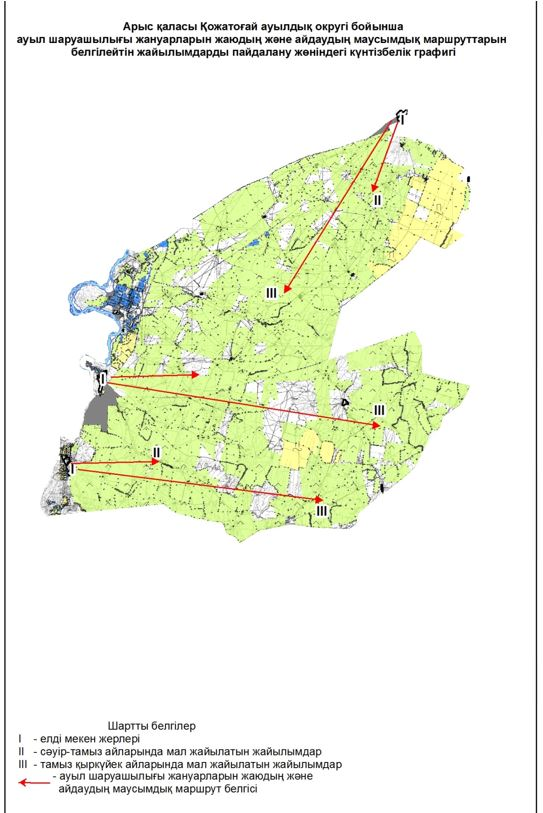 Арыс қаласы Қожатоғай ауылдық округі бойынша
ауыл шаруашылығы жануарларын жаюдың және айдаудың маусымдық маршруттарын
белгілейтін жайылымдарды пайдалану жөніндегі күнтізбелік графигі
I
II
III
I
III
II
I
III
Шартты белгілер
I - елді мекен жерлері
II - сәуір-тамыз айларында мал жайылатын жайылымдар
III - тамыз қыркүйек айларында мал жайылатын жайылымдар
- ауыл шаруашылығы жануарларын жаюдың және
айдаудың маусымдық маршрут белгісі